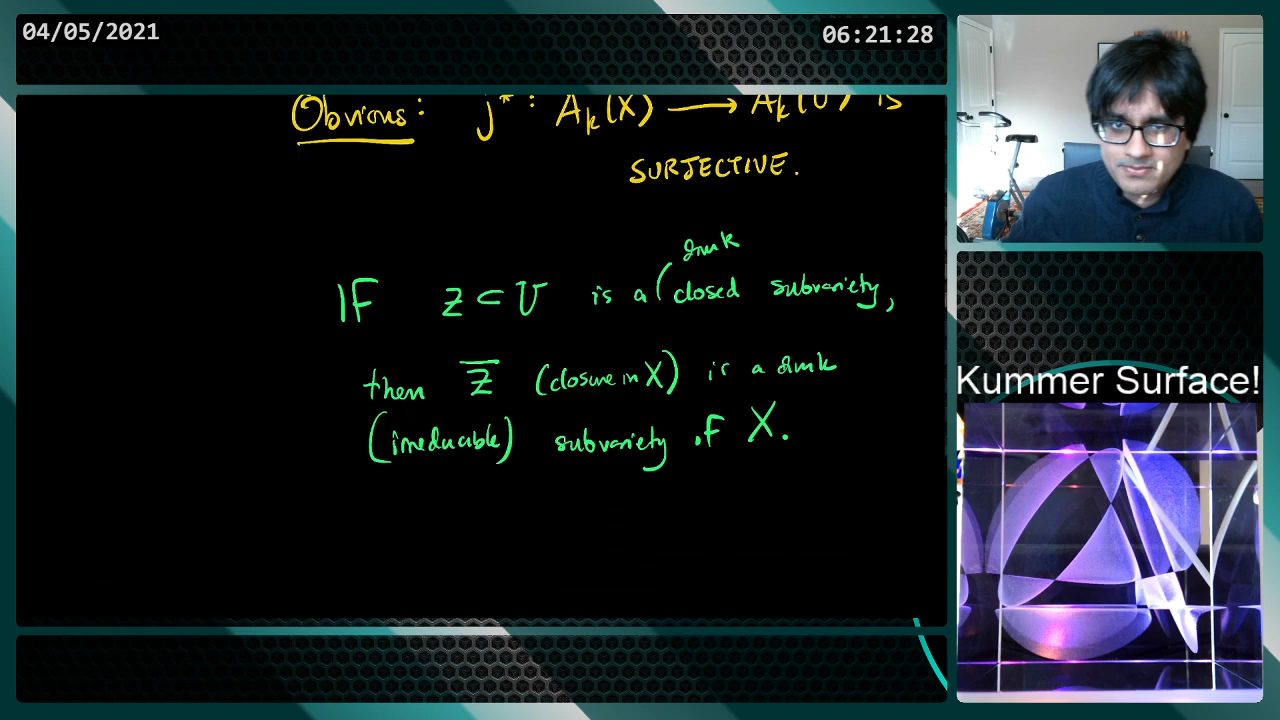 04/05/2021
06:21:28
Obvious: j* : A_k(X) ⟶ A_k(U) is
SURJECTIVE.
dim k
IF Z ⊂ U is a ( closed subvariety,
then Z̅ (closure in X) is a dim k
(irreducible) subvariety of X.
Kummer Surface!